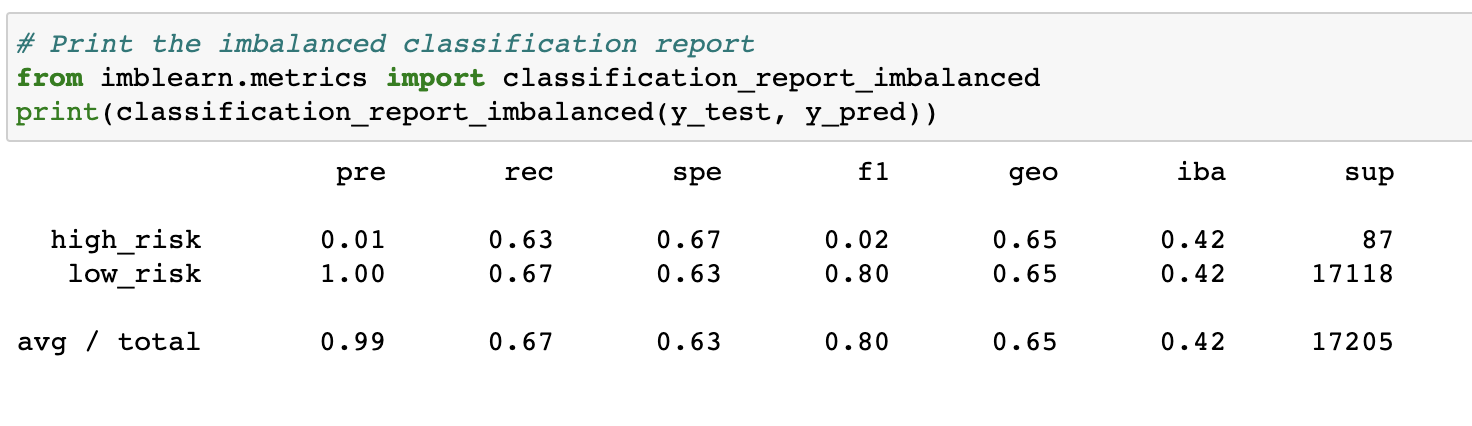 # Print the imbalanced classification report
from imblearn.metrics import classification_report_imbalanced
print(classification_report_imbalanced(y_test, y_pred))
pre rec spe f1 geo iba sup
high_risk 0.01 0.63 0.67 0.02 0.65 0.42 87
low_risk 1.00 0.67 0.63 0.80 0.65 0.42 17118
avg / total 0.99 0.67 0.63 0.80 0.65 0.42 17205